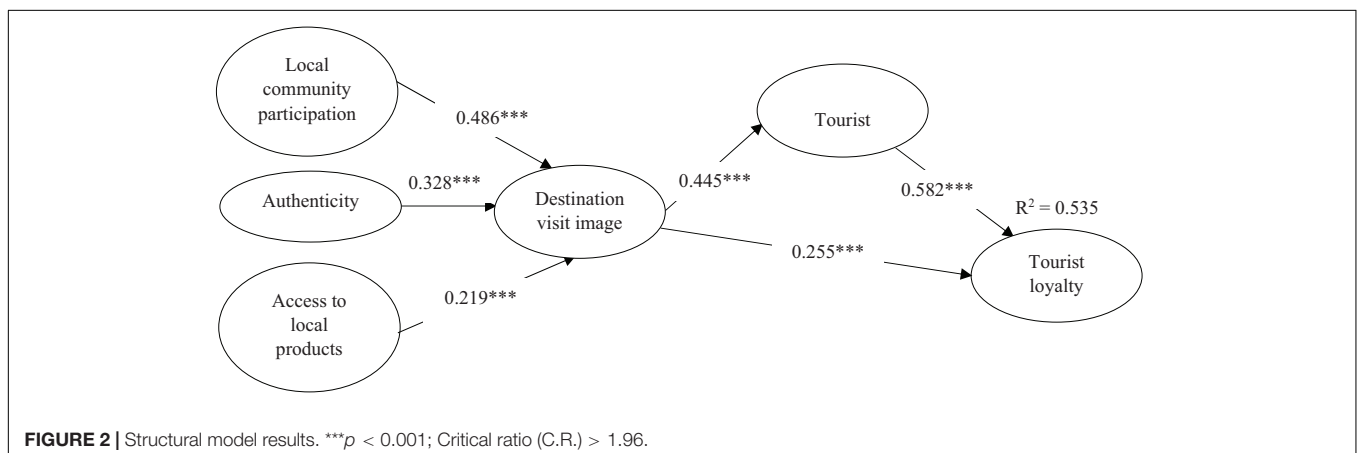 Local
community
participation
0.486***
Authenticity
0.328***
Access to
local
products
0.219***
Destination
visit image
0.445***
Tourist
0.582***
R² = 0.535
0.255***
Tourist
loyalty
FIGURE 2 | Structural model results. ***p < 0.001; Critical ratio (C.R.) > 1.96.